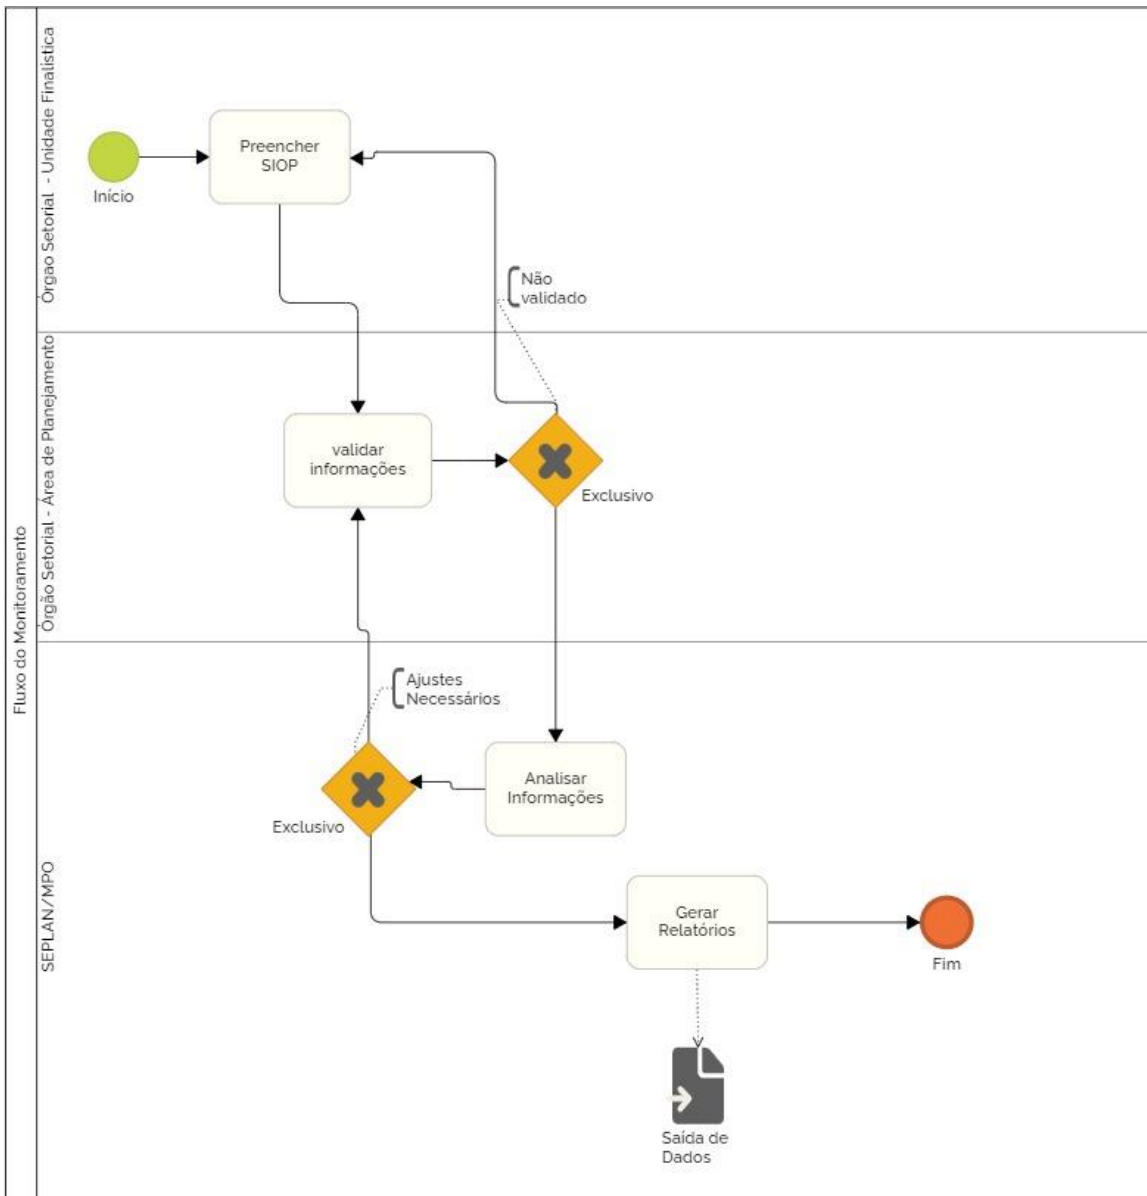 Fluxo do Monitoramento
Orgao Setorial - Unidade Finalística
Início
Preencher
SIOP
Não
validado
Orgão Setorial - Área de Planejamento
validar
informações
Exclusivo
SEPLAN/MPO
Ajustes
Necessários
Exclusivo
Analisar
Informações
Gerar
Relatórios
Fim
Saída de
Dados